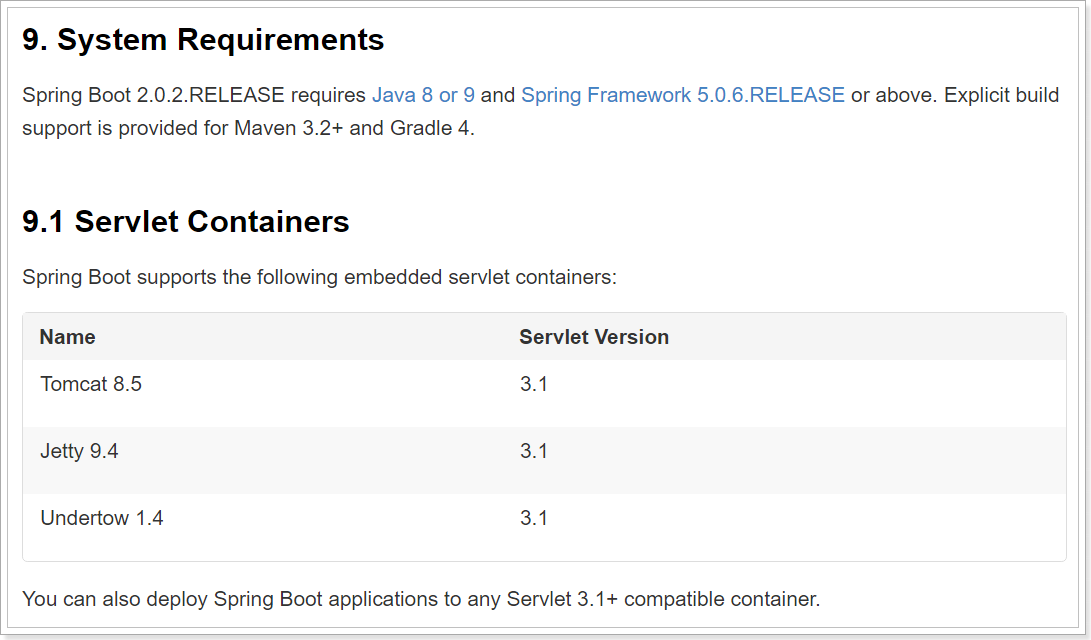 9. System Requirements
Spring Boot 2.0.2.RELEASE requires Java 8 or 9 and Spring Framework 5.0.6.RELEASE or above. Explicit build
support is provided for Maven 3.2+ and Gradle 4.
9.1 Servlet Containers
Spring Boot supports the following embedded servlet containers:
Name Servlet Version
Tomcat 8.5 3.1
Jetty 9.4 3.1
Undertow 1.4 3.1
You can also deploy Spring Boot applications to any Servlet 3.1+ compatible container.